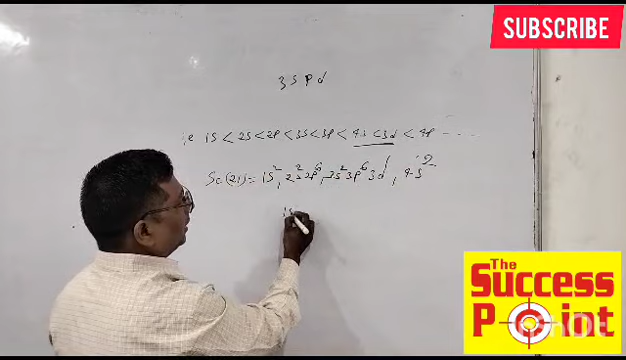 SUBSCRIBE
3 s p d
i.e 1s < 2s < 2p < 3s < 3p < 4s < 3d < 4p - - - -
Sc(21) = 1s², 2s² 2p⁶, 3s² 3p⁶ 3d¹, 4s²
1s
The
Success
Point